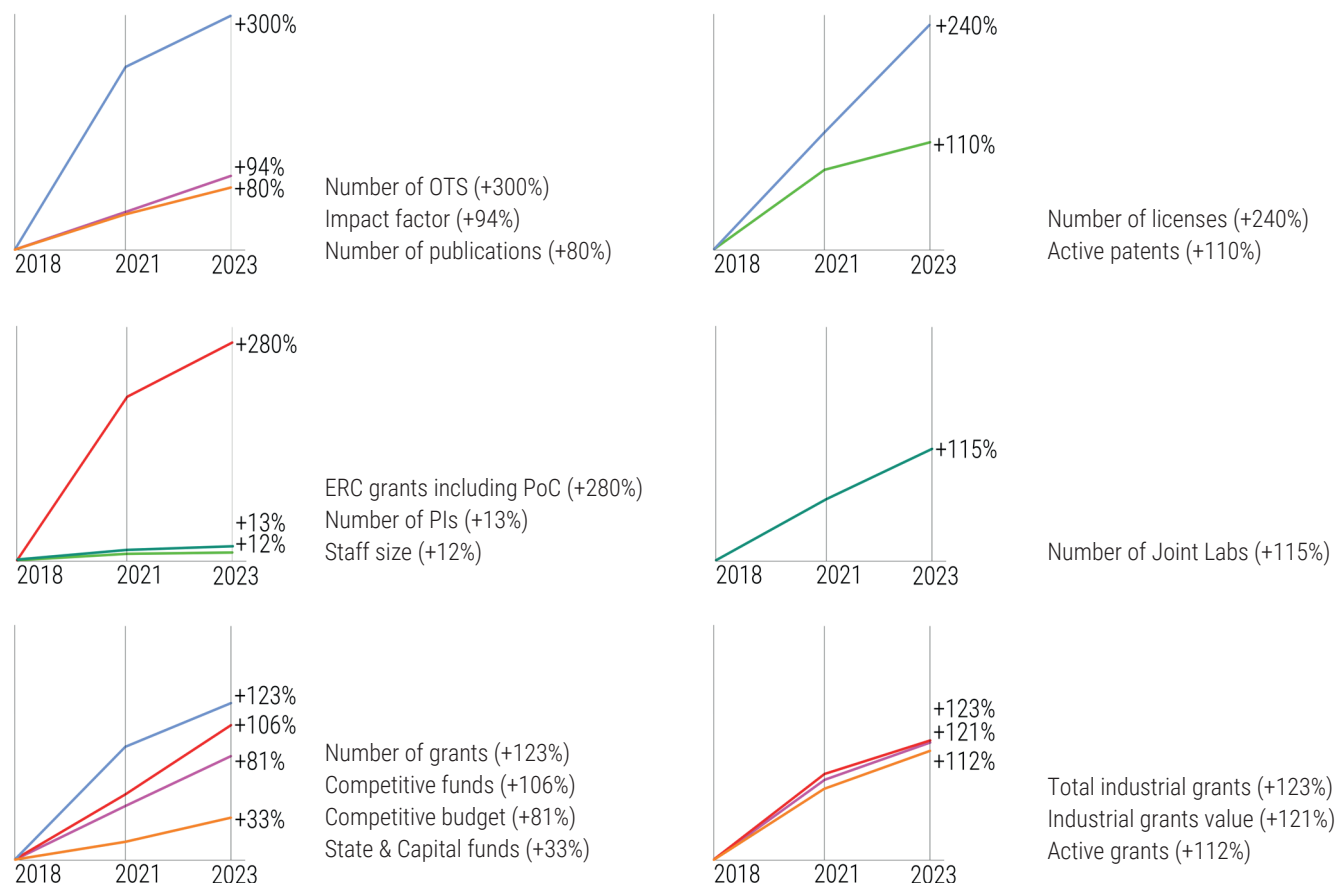 +300%
+94%
+80%
2018 2021 2023
Number of OTS (+300%)
Impact factor (+94%)
Number of publications (+80%)
+240%
+110%
2018 2021 2023
Number of licenses (+240%)
Active patents (+110%)
+280%
+13%
+12%
2018 2021 2023
ERC grants including PoC (+280%)
Number of PIs (+13%)
Staff size (+12%)
+115%
2018 2021 2023
Number of Joint Labs (+115%)
+123%
+106%
+81%
+33%
2018 2021 2023
Number of grants (+123%)
Competitive funds (+106%)
Competitive budget (+81%)
State & Capital funds (+33%)
+123%
+121%
+112%
2018 2021 2023
Total industrial grants (+123%)
Industrial grants value (+121%)
Active grants (+112%)